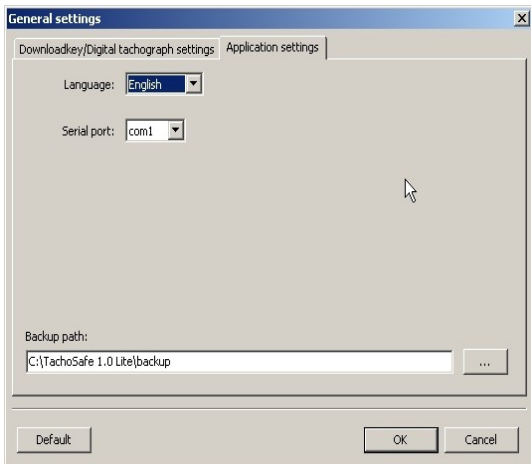 General settings
Downloadkey/Digital tachograph settings Application settings
Language: English
Serial port: com1
Backup path:
C:\TachoSafe 1.0 Lite\backup
...
Default OK Cancel